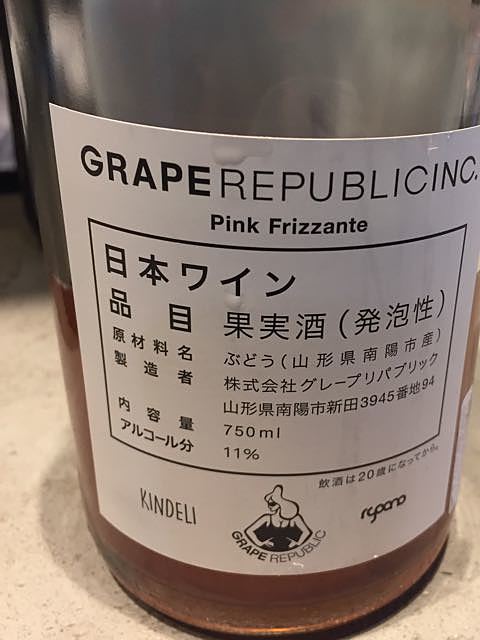 GRAPEREPUBLICINC.
Pink Frizzante
日本ワイン
品目 果実酒(発泡性)
原材料名 ぶどう(山形県南陽市産)
製造者 株式会社グレープリパブリック
山形県南陽市新田3945番地94
内容量 750ml
アルコール分 11%
飲酒は20歳になってから。
KINDELI
GRAPE REPUBLIC